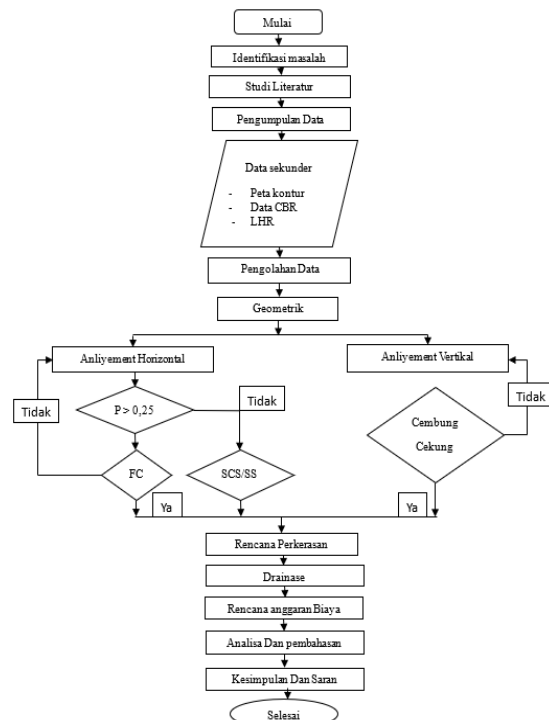 Mulai
Identifikasi masalah
Studi Literatur
Pengumpulan Data
Data sekunder
- Peta kontur
- Data CBR
- LHR
Pengolahan Data
Geometrik
Anliyement Horizontal
Anliyement Vertikal
Tidak
P > 0,25
Tidak
Tidak
Cembung
Cekung
FC
SCS/SS
Ya
Ya
Rencana Perkerasan
Drainase
Rencana anggaran Biaya
Analisa Dan pembahasan
Kesimpulan Dan Saran
Selesai